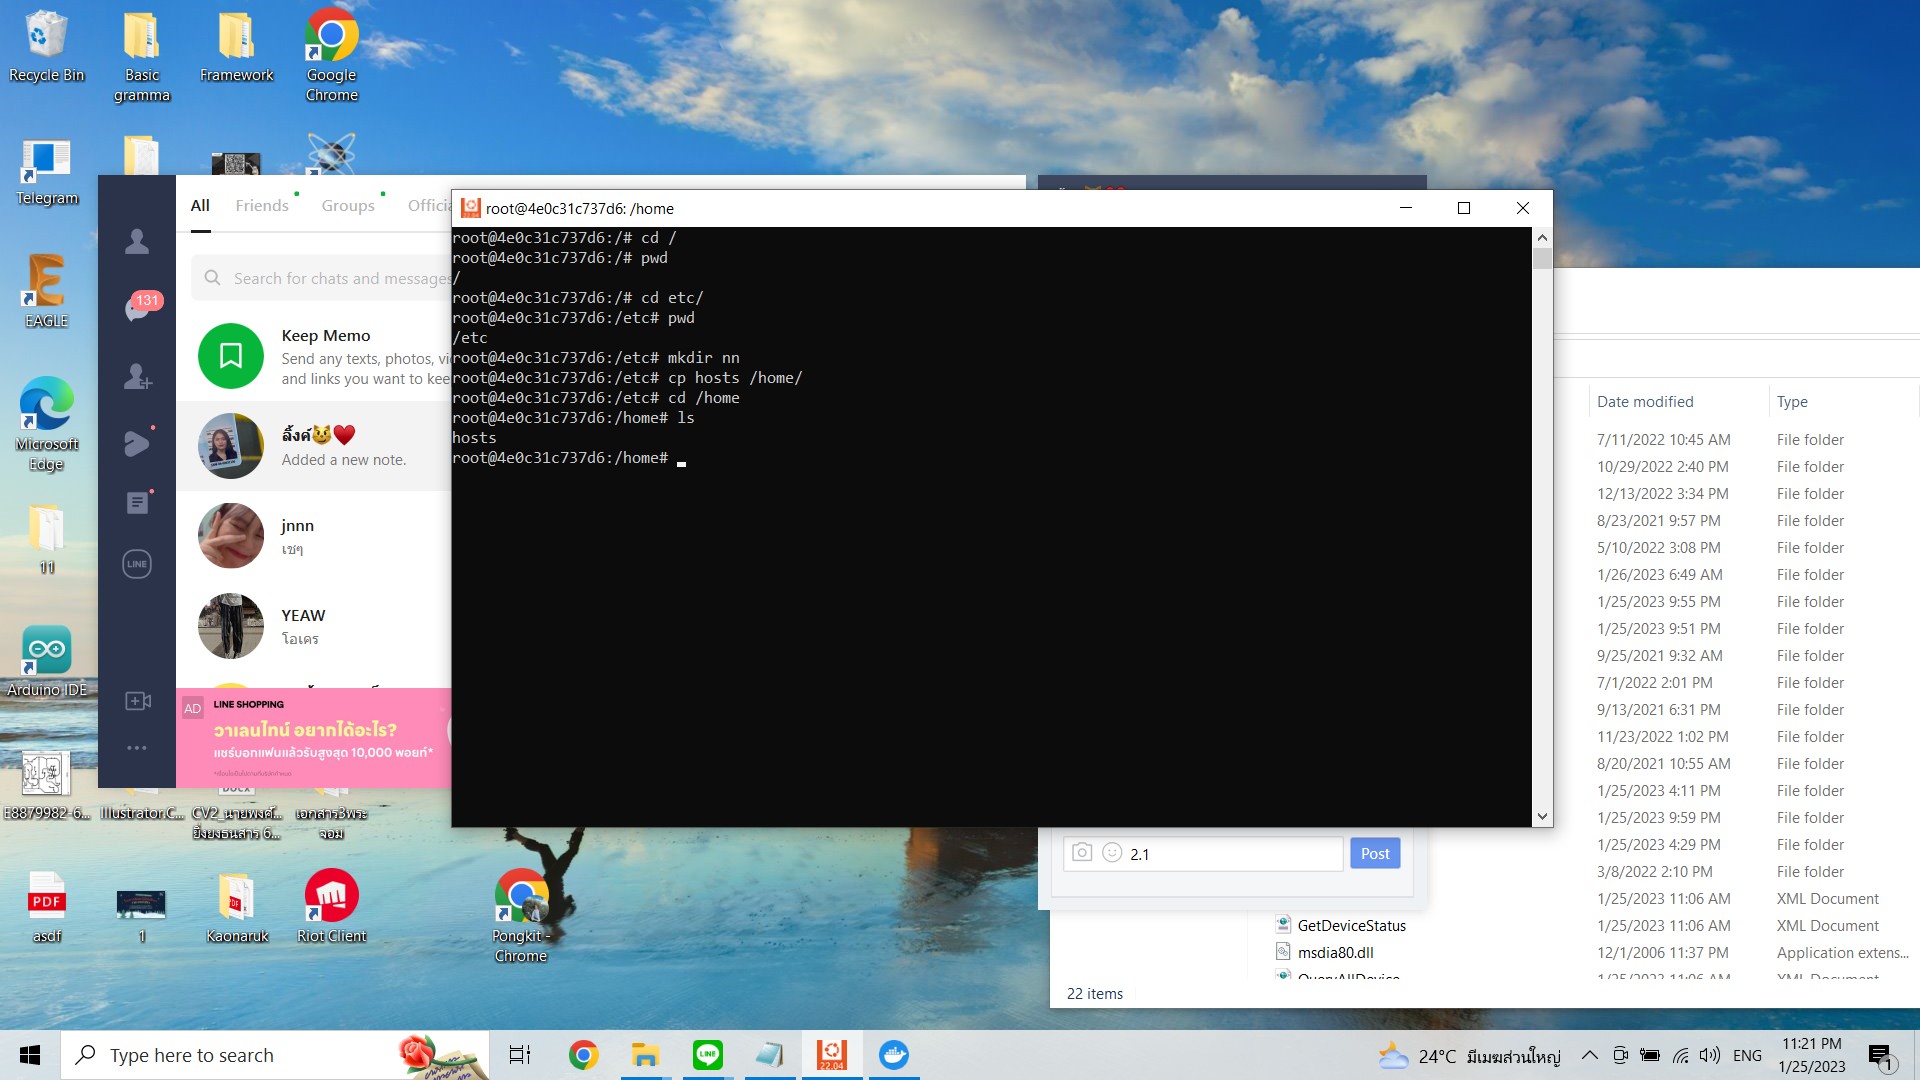 Recycle Bin
Basic gramma
Framework
Google Chrome
Telegram
EAGLE
Microsoft Edge
11
Arduino IDE
E8879982-6...
Illustrator.C...
CV2_นายพงศ์... ยิ่งยงธนสาร 6...
เอกสาร3พระจอม
asdf
1
Kaonaruk
Riot Client
Pongkit - Chrome
All
Friends
Groups
Search for chats and messages
131
Keep Memo
Send any texts, photos,
and links you want to
ลิ้งค์😼♥
Added a new note.
jnnn
เชๆ
YEAW
โอเคร
LINE
AD
LINE SHOPPING
วาเลนไทน์ อยากได้อะไร?
แชร์บอกแฟนแล้วรับสูงสุด 10,000 พอยท์*
root@4e0c31c737d6: /home
root@4e0c31c737d6:/# cd /
root@4e0c31c737d6:/# pwd
/
root@4e0c31c737d6:/# cd etc/
root@4e0c31c737d6:/etc# pwd
/etc
root@4e0c31c737d6:/etc# mkdir nn
root@4e0c31c737d6:/etc# cp hosts /home/
root@4e0c31c737d6:/etc# cd /home
root@4e0c31c737d6:/home# ls
hosts
root@4e0c31c737d6:/home#
2.1
Post
Date modified
Type
7/11/2022 10:45 AM File folder
10/29/2022 2:40 PM File folder
12/13/2022 3:34 PM File folder
8/23/2021 9:57 PM File folder
5/10/2022 3:08 PM File folder
1/26/2023 6:49 AM File folder
1/25/2023 9:55 PM File folder
1/25/2023 9:51 PM File folder
9/25/2021 9:32 AM File folder
7/1/2022 2:01 PM File folder
9/13/2021 6:31 PM File folder
11/23/2022 1:02 PM File folder
8/20/2021 10:55 AM File folder
1/25/2023 4:11 PM File folder
1/25/2023 9:59 PM File folder
1/25/2023 4:29 PM File folder
3/8/2022 2:10 PM File folder
1/25/2023 11:06 AM XML Document
GetDeviceStatus 1/25/2023 11:06 AM XML Document
msdia80.dll 12/1/2006 11:37 PM Application extens...
QueryAllDevice 1/25/2023 11:06 AM XML Document
22 items
Type here to search
22.04
24°C มีเมฆส่วนใหญ่
ENG
11:21 PM
1/25/2023
1